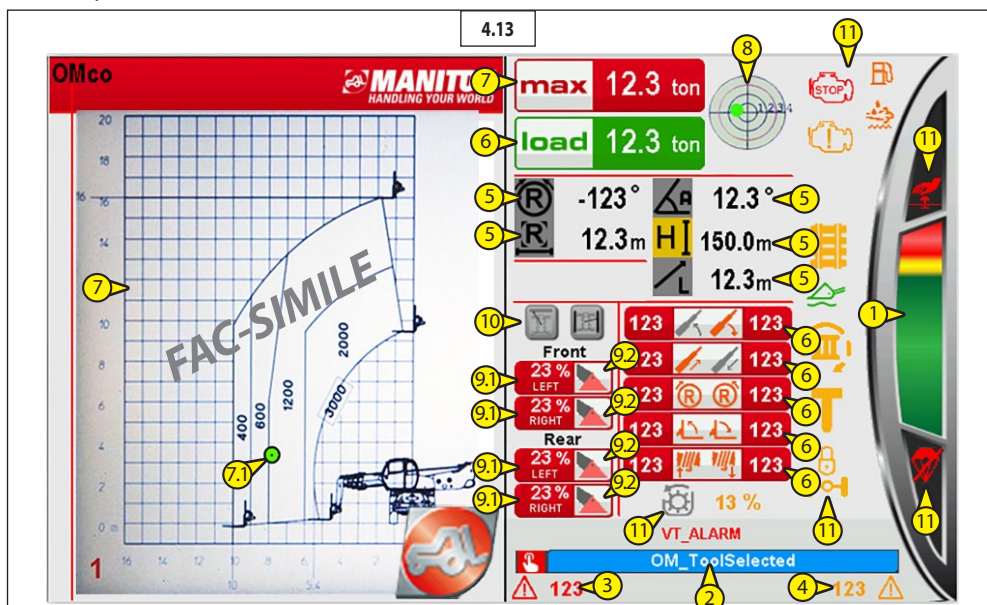 4.13
OMco
MANITO
HANDLING YOUR WORLD
7
max 12.3 ton
8
1 2 3 4
11
STOP
6
load 12.3 ton
11
5
R -123°
A 12.3° 5
5
R 12.3m
H 150.0m 5
L 12.3m 5
20
16
16
14
12
10
10
8
6
4
2
0 m
7
FAC-SIMILE
400
600
1200
2000
3000
7.1
16
14
12
8
6
2
10
5,4
1
10
Front
9.1 23 % 9.2
LEFT
9.1 23 % 9.2
RIGHT
Rear
9.1 23 % 9.2
LEFT
9.1 23 % 9.2
RIGHT
123 123 6
123 123 6
123 R R 123 6
123 123 6
123 123 6
11 13 %
11
1
11
VT_ALARM
OM_ToolSelected
123 3
2
4 123